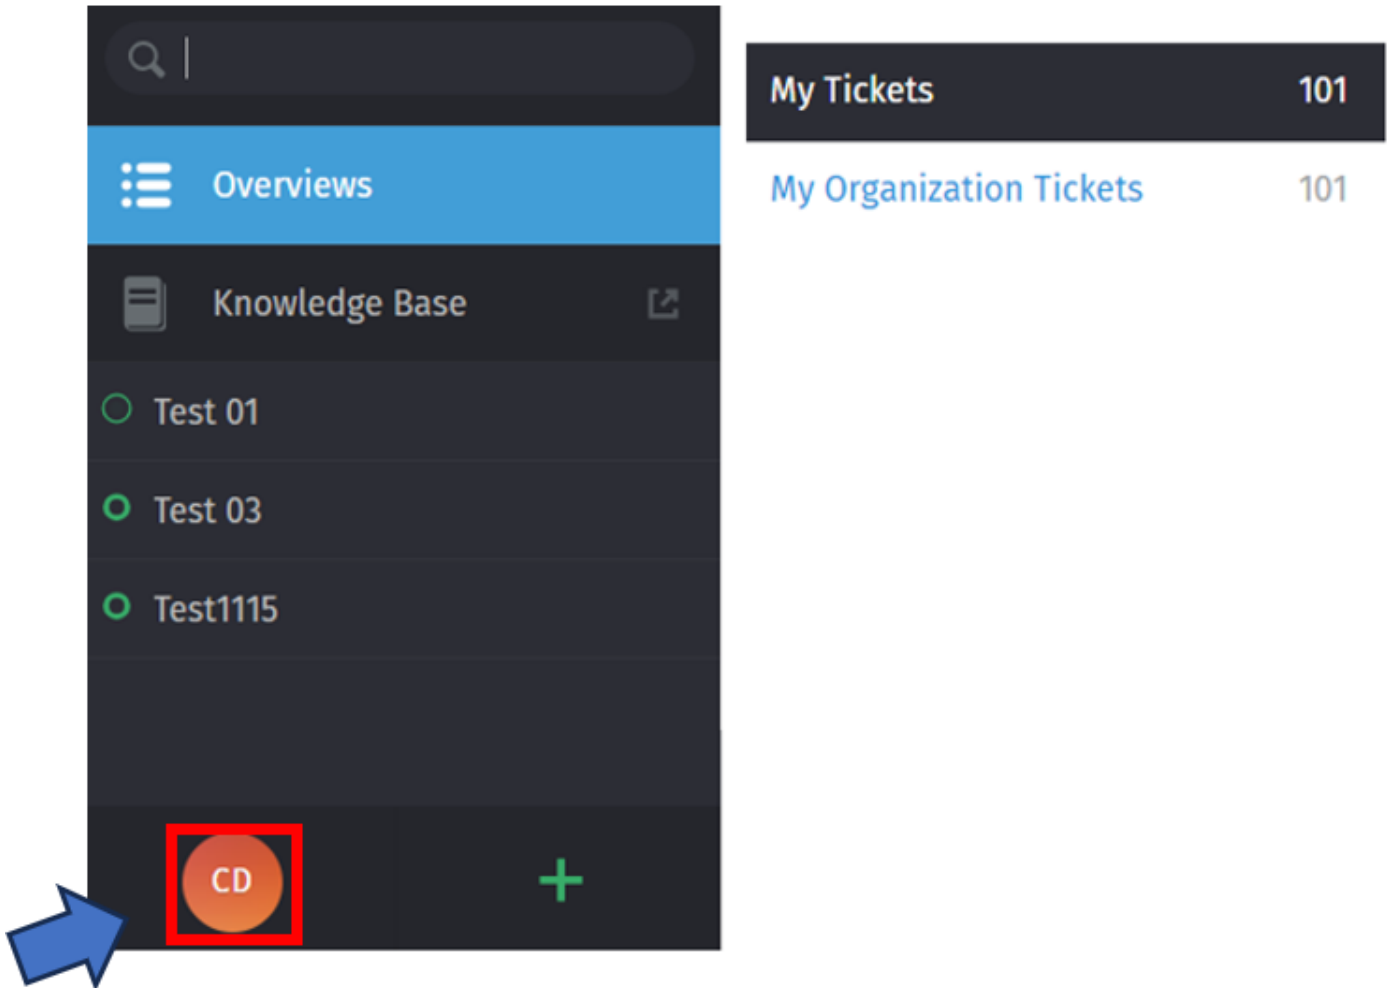 Overviews
Knowledge Base
Test 01
Test 03
Test1115
CD
My Tickets 101
My Organization Tickets 101